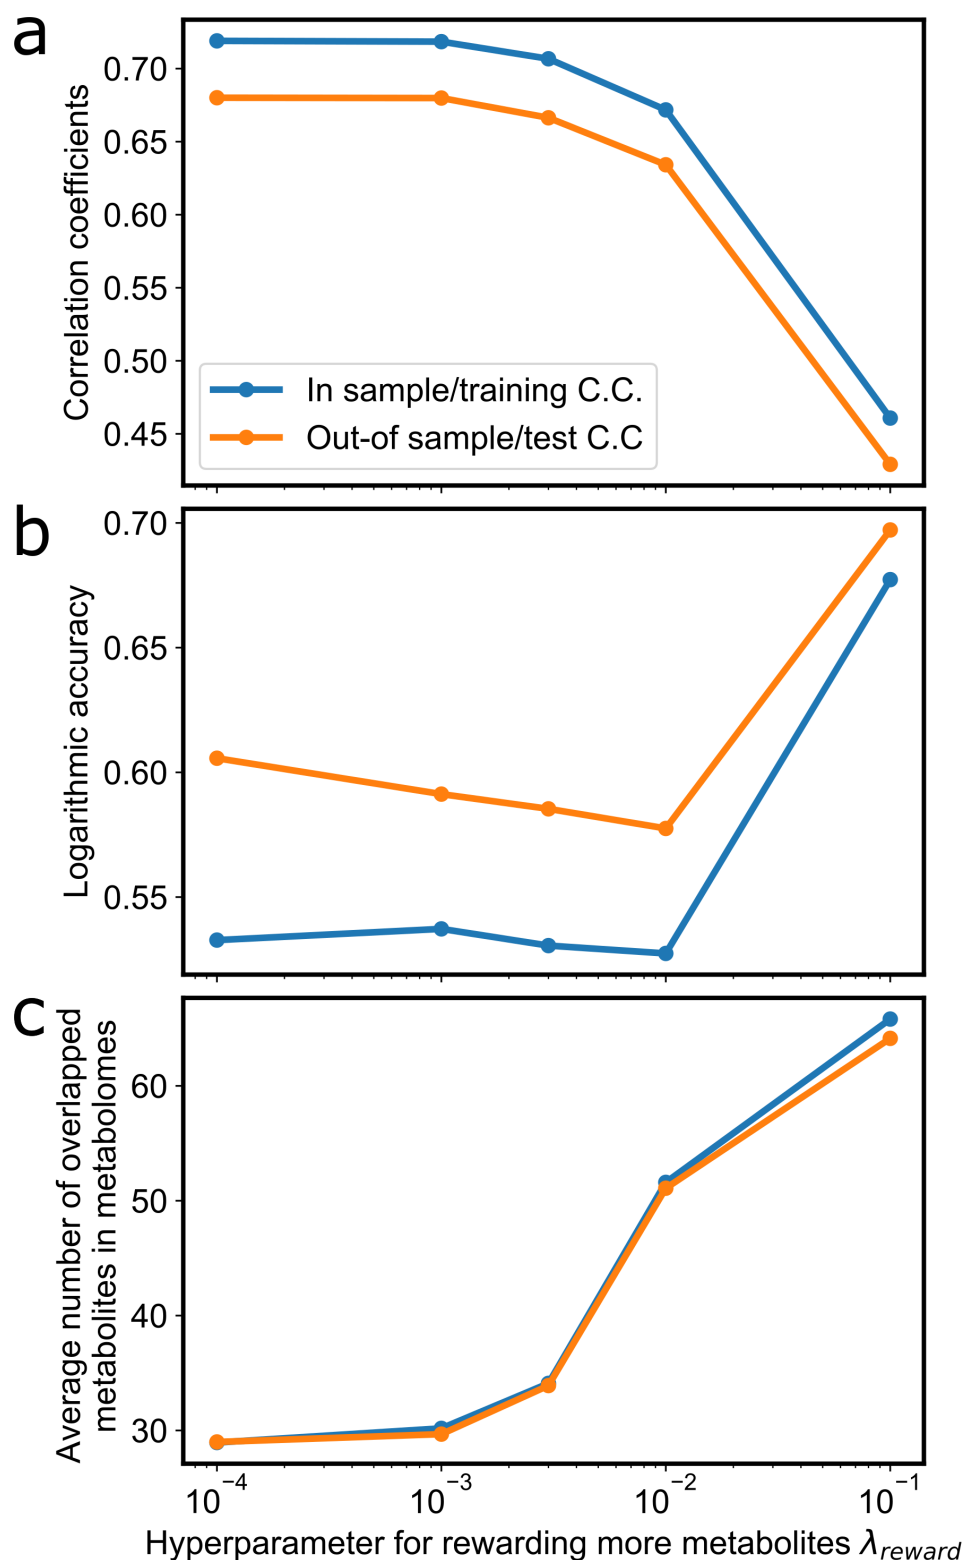 a
Correlation coefficients
0.70
0.65
0.60
0.55
0.50
0.45
In sample/training C.C.
Out-of sample/test C.C
b
Logarithmic accuracy
0.70
0.65
0.60
0.55
c
Average number of overlapped
metabolites in metabolomes
60
50
40
30
10⁻⁴ 10⁻³ 10⁻² 10⁻¹
Hyperparameter for rewarding more metabolites λreward